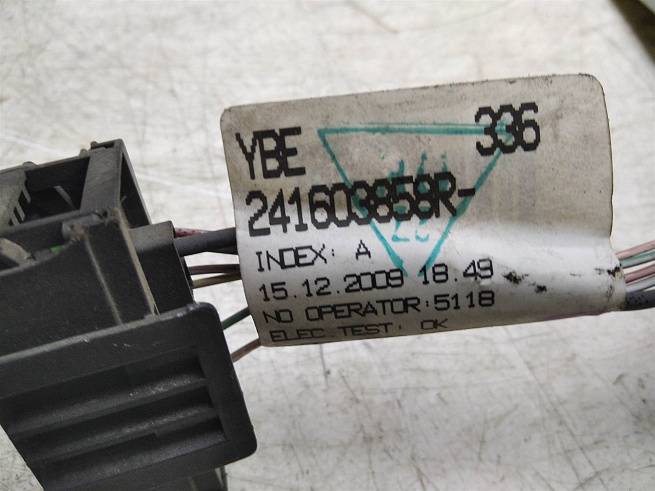 YBE 336
241603858R-
INDEX: A
15.12.2009 18.49
NO OPERATOR:5118
ELEC.TEST: OK